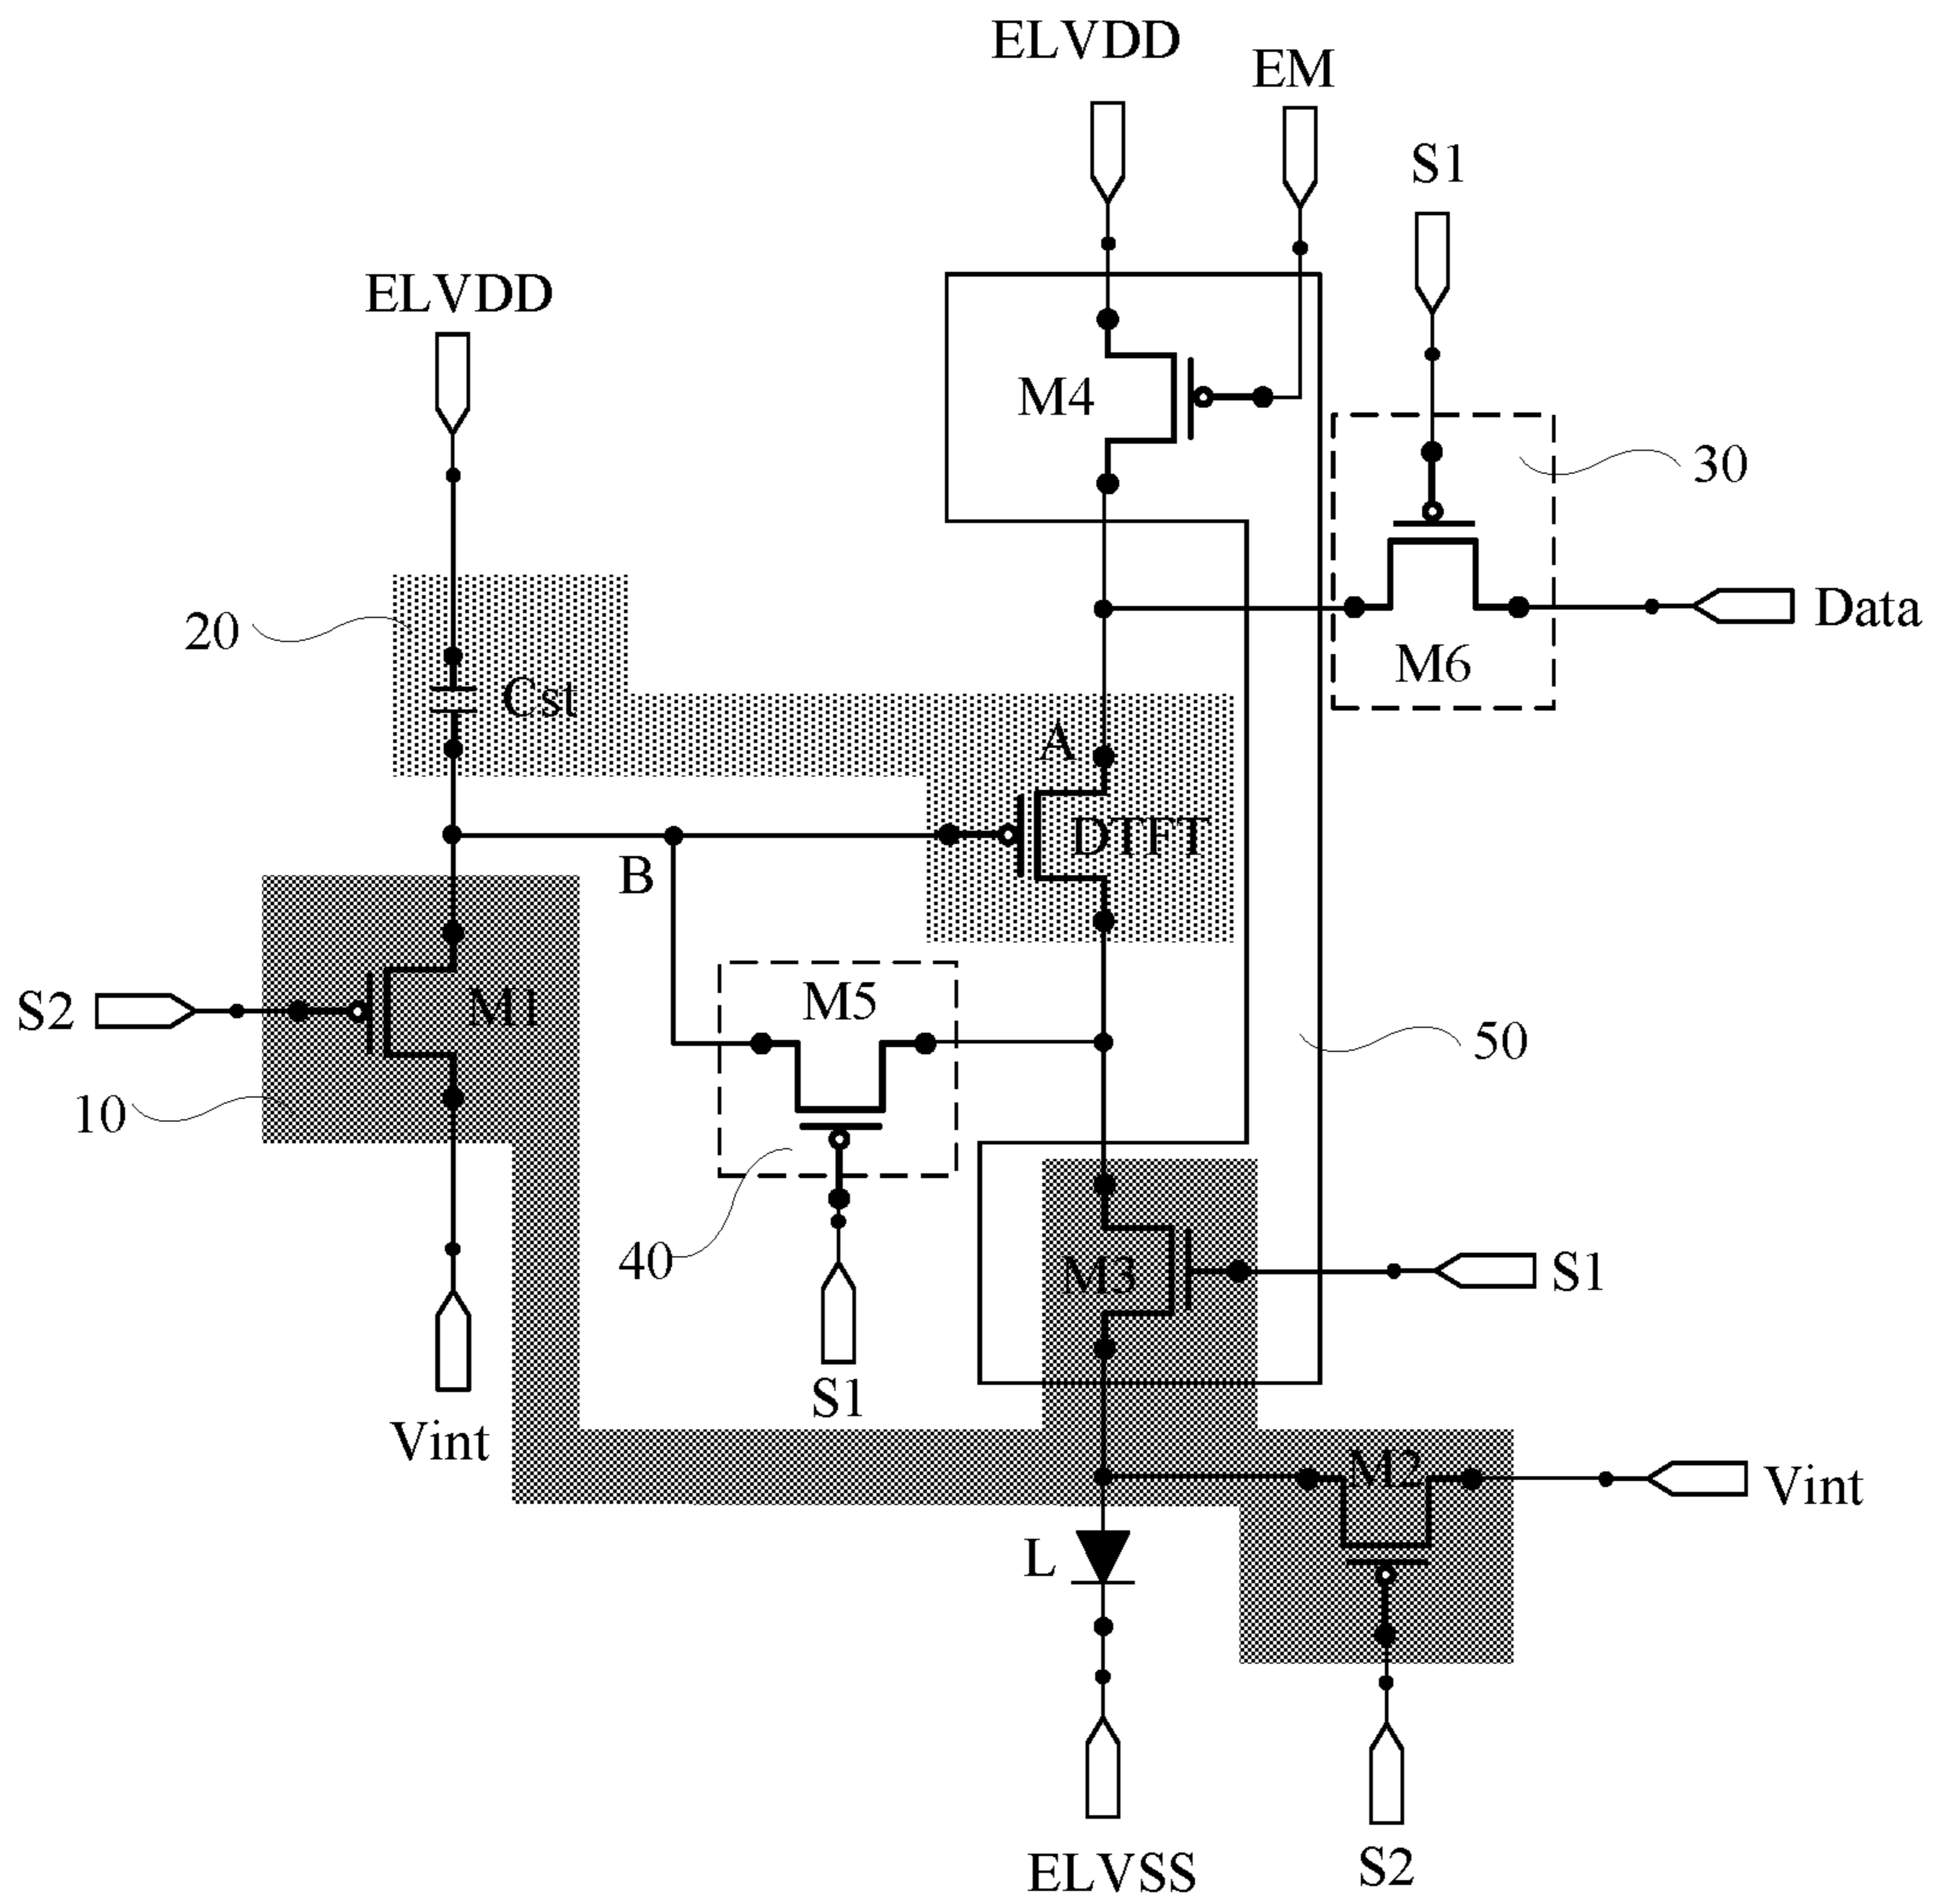 ELVDD
EM
S1
ELVDD
M4
30
20
Data
M6
Cst
A
DTFT
B
M5
S2
M1
50
10
40
M3
S1
S1
Vint
M2
Vint
L
ELVSS
S2